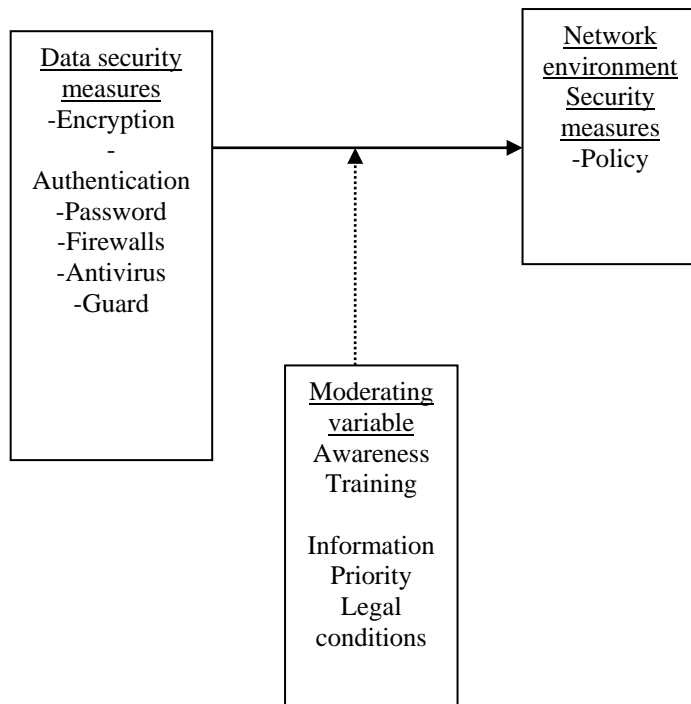 Data security
measures
-Encryption
-
Authentication
-Password
-Firewalls
-Antivirus
-Guard
Network
environment
Security
measures
-Policy
Moderating
variable
Awareness
Training
Information
Priority
Legal
conditions